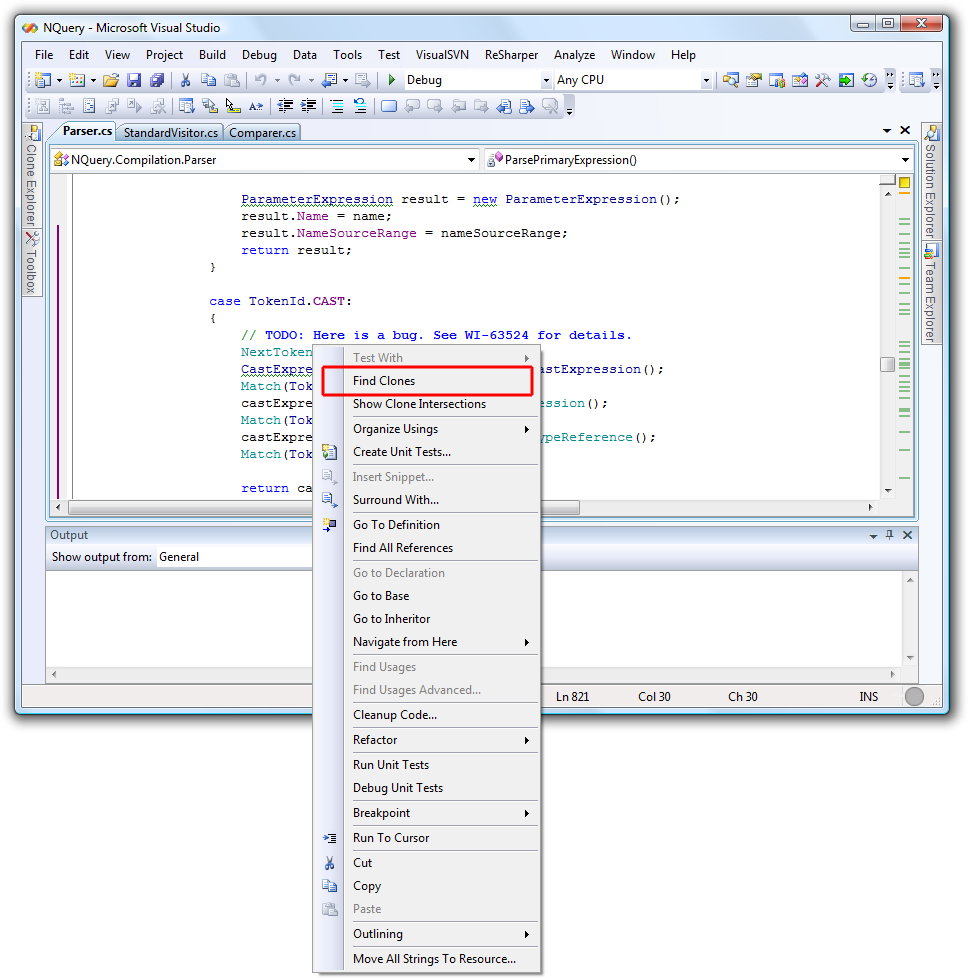 NQuery - Microsoft Visual Studio
File Edit View Project Build Debug Data Tools Test VisualSVN ReSharper Analyze Window Help
Debug Any CPU
Parser.cs StandardVisitor.cs Comparer.cs
NQuery.Compilation.Parser ParsePrimaryExpression()
Clone Explorer
Toolbox
Solution Explorer
Team Explorer
ParameterExpression result = new ParameterExpression();
result.Name = name;
result.NameSourceRange = nameSourceRange;
return result;
}
case TokenId.CAST:
{
// TODO: Here is a bug. See WI-63524 for details.
NextToken
CastExpre astExpression();
Match(Tok
castExpre ession();
Match(Tok
castExpre ypeReference();
Match(Tok
return ca
Test With
Find Clones
Show Clone Intersections
Organize Usings
Create Unit Tests...
Insert Snippet...
Surround With...
Go To Definition
Find All References
Go to Declaration
Go to Base
Go to Inheritor
Navigate from Here
Find Usages
Find Usages Advanced...
Cleanup Code...
Refactor
Run Unit Tests
Debug Unit Tests
Breakpoint
Run To Cursor
Cut
Copy
Paste
Outlining
Move All Strings To Resource...
Output
Show output from: General
Ln 821 Col 30 Ch 30 INS